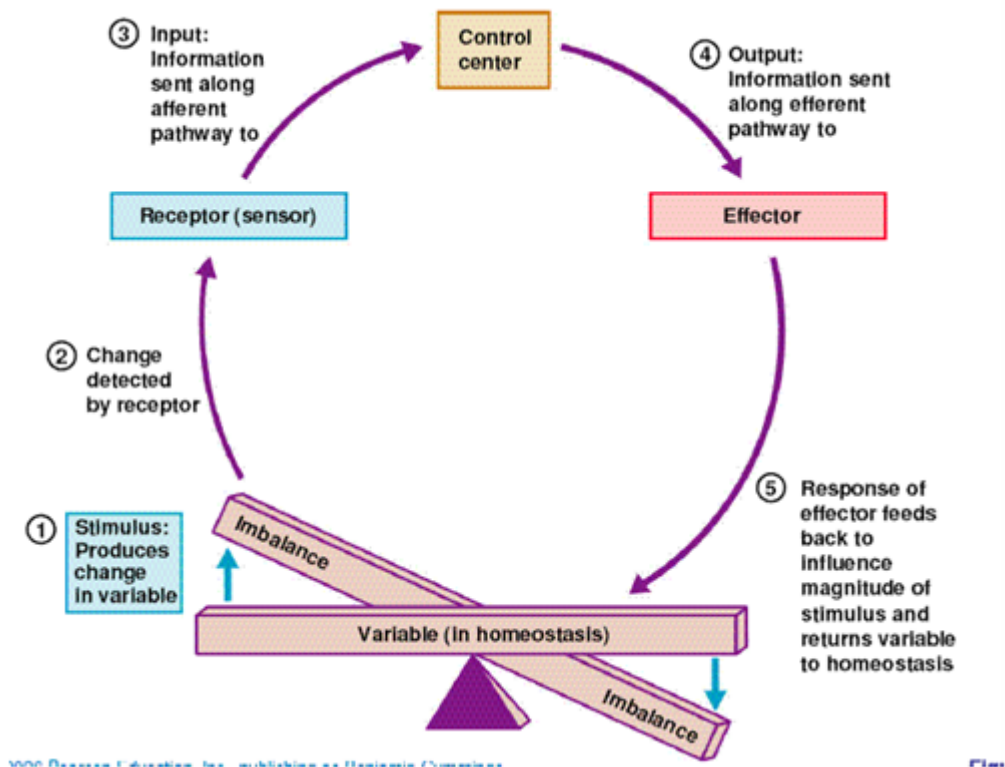 3 Input:
Information
sent along
afferent
pathway to
Control
center
4 Output:
Information sent
along efferent
pathway to
Receptor (sensor)
Effector
2 Change
detected
by receptor
1 Stimulus:
Produces
change
in variable
Imbalance
Variable (in homeostasis)
Imbalance
5 Response of
effector feeds
back to
influence
magnitude of
stimulus and
returns variable
to homeostasis